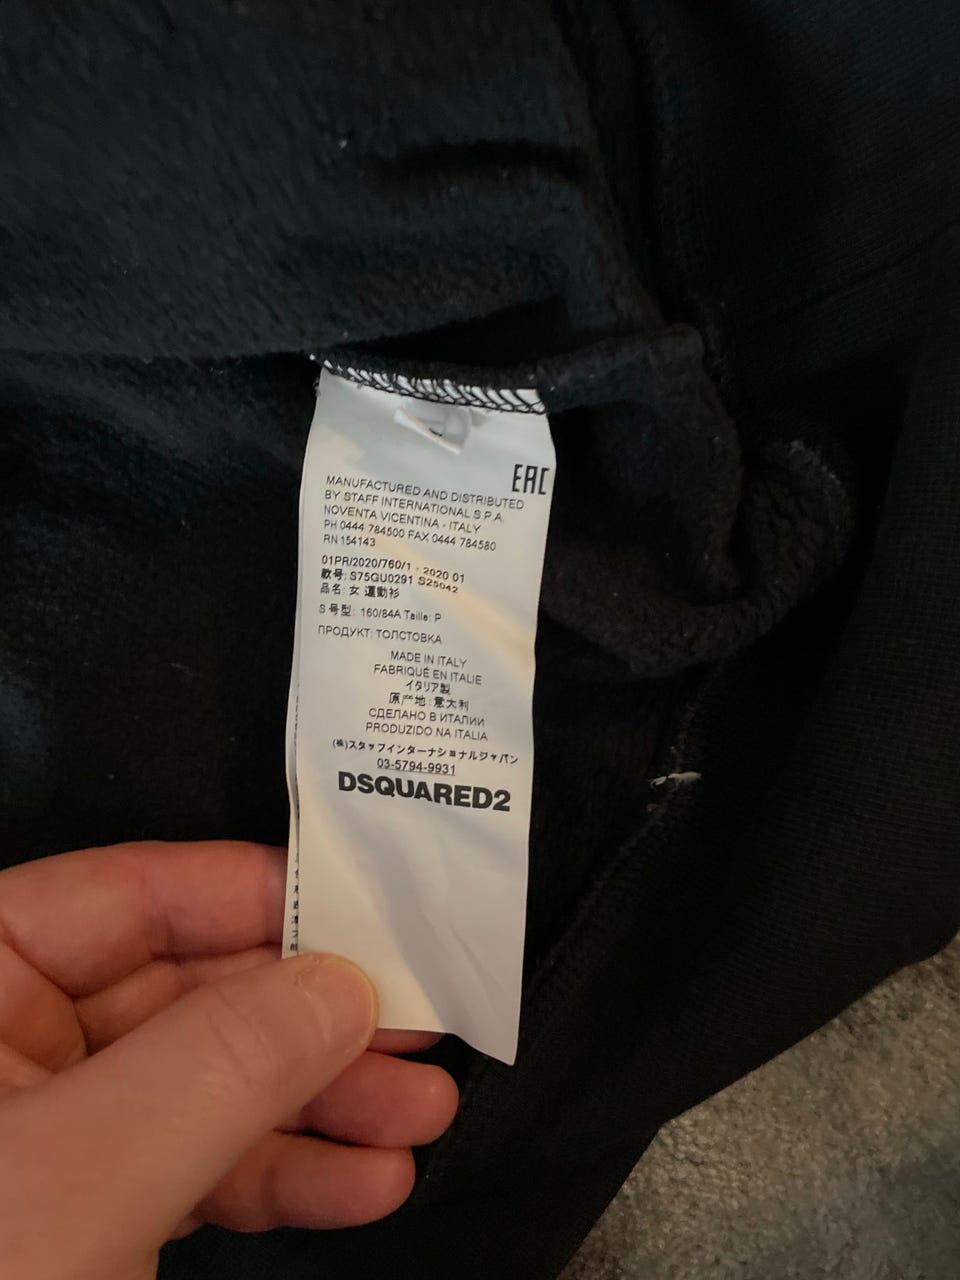 EAC
MANUFACTURED AND DISTRIBUTED
BY STAFF INTERNATIONAL S.P.A.
NOVENTA VICENTINA - ITALY
PH 0444 784500 FAX 0444 784580
RN 154143
01PR/2020/760/1 - 2020 01
款号: S75GU0291 S25042
品名: 女 運動衫
S 号型: 160/84A Taille: P
ПРОДУКТ: ТОЛСТОВКА
MADE IN ITALY
FABRIQUÉ EN ITALIE
イタリア製
原产地: 意大利
СДЕЛАНО В ИТАЛИИ
PRODUZIDO NA ITALIA
(株)スタッフインターナショナルジャパン
03-5794-9931
DSQUARED2